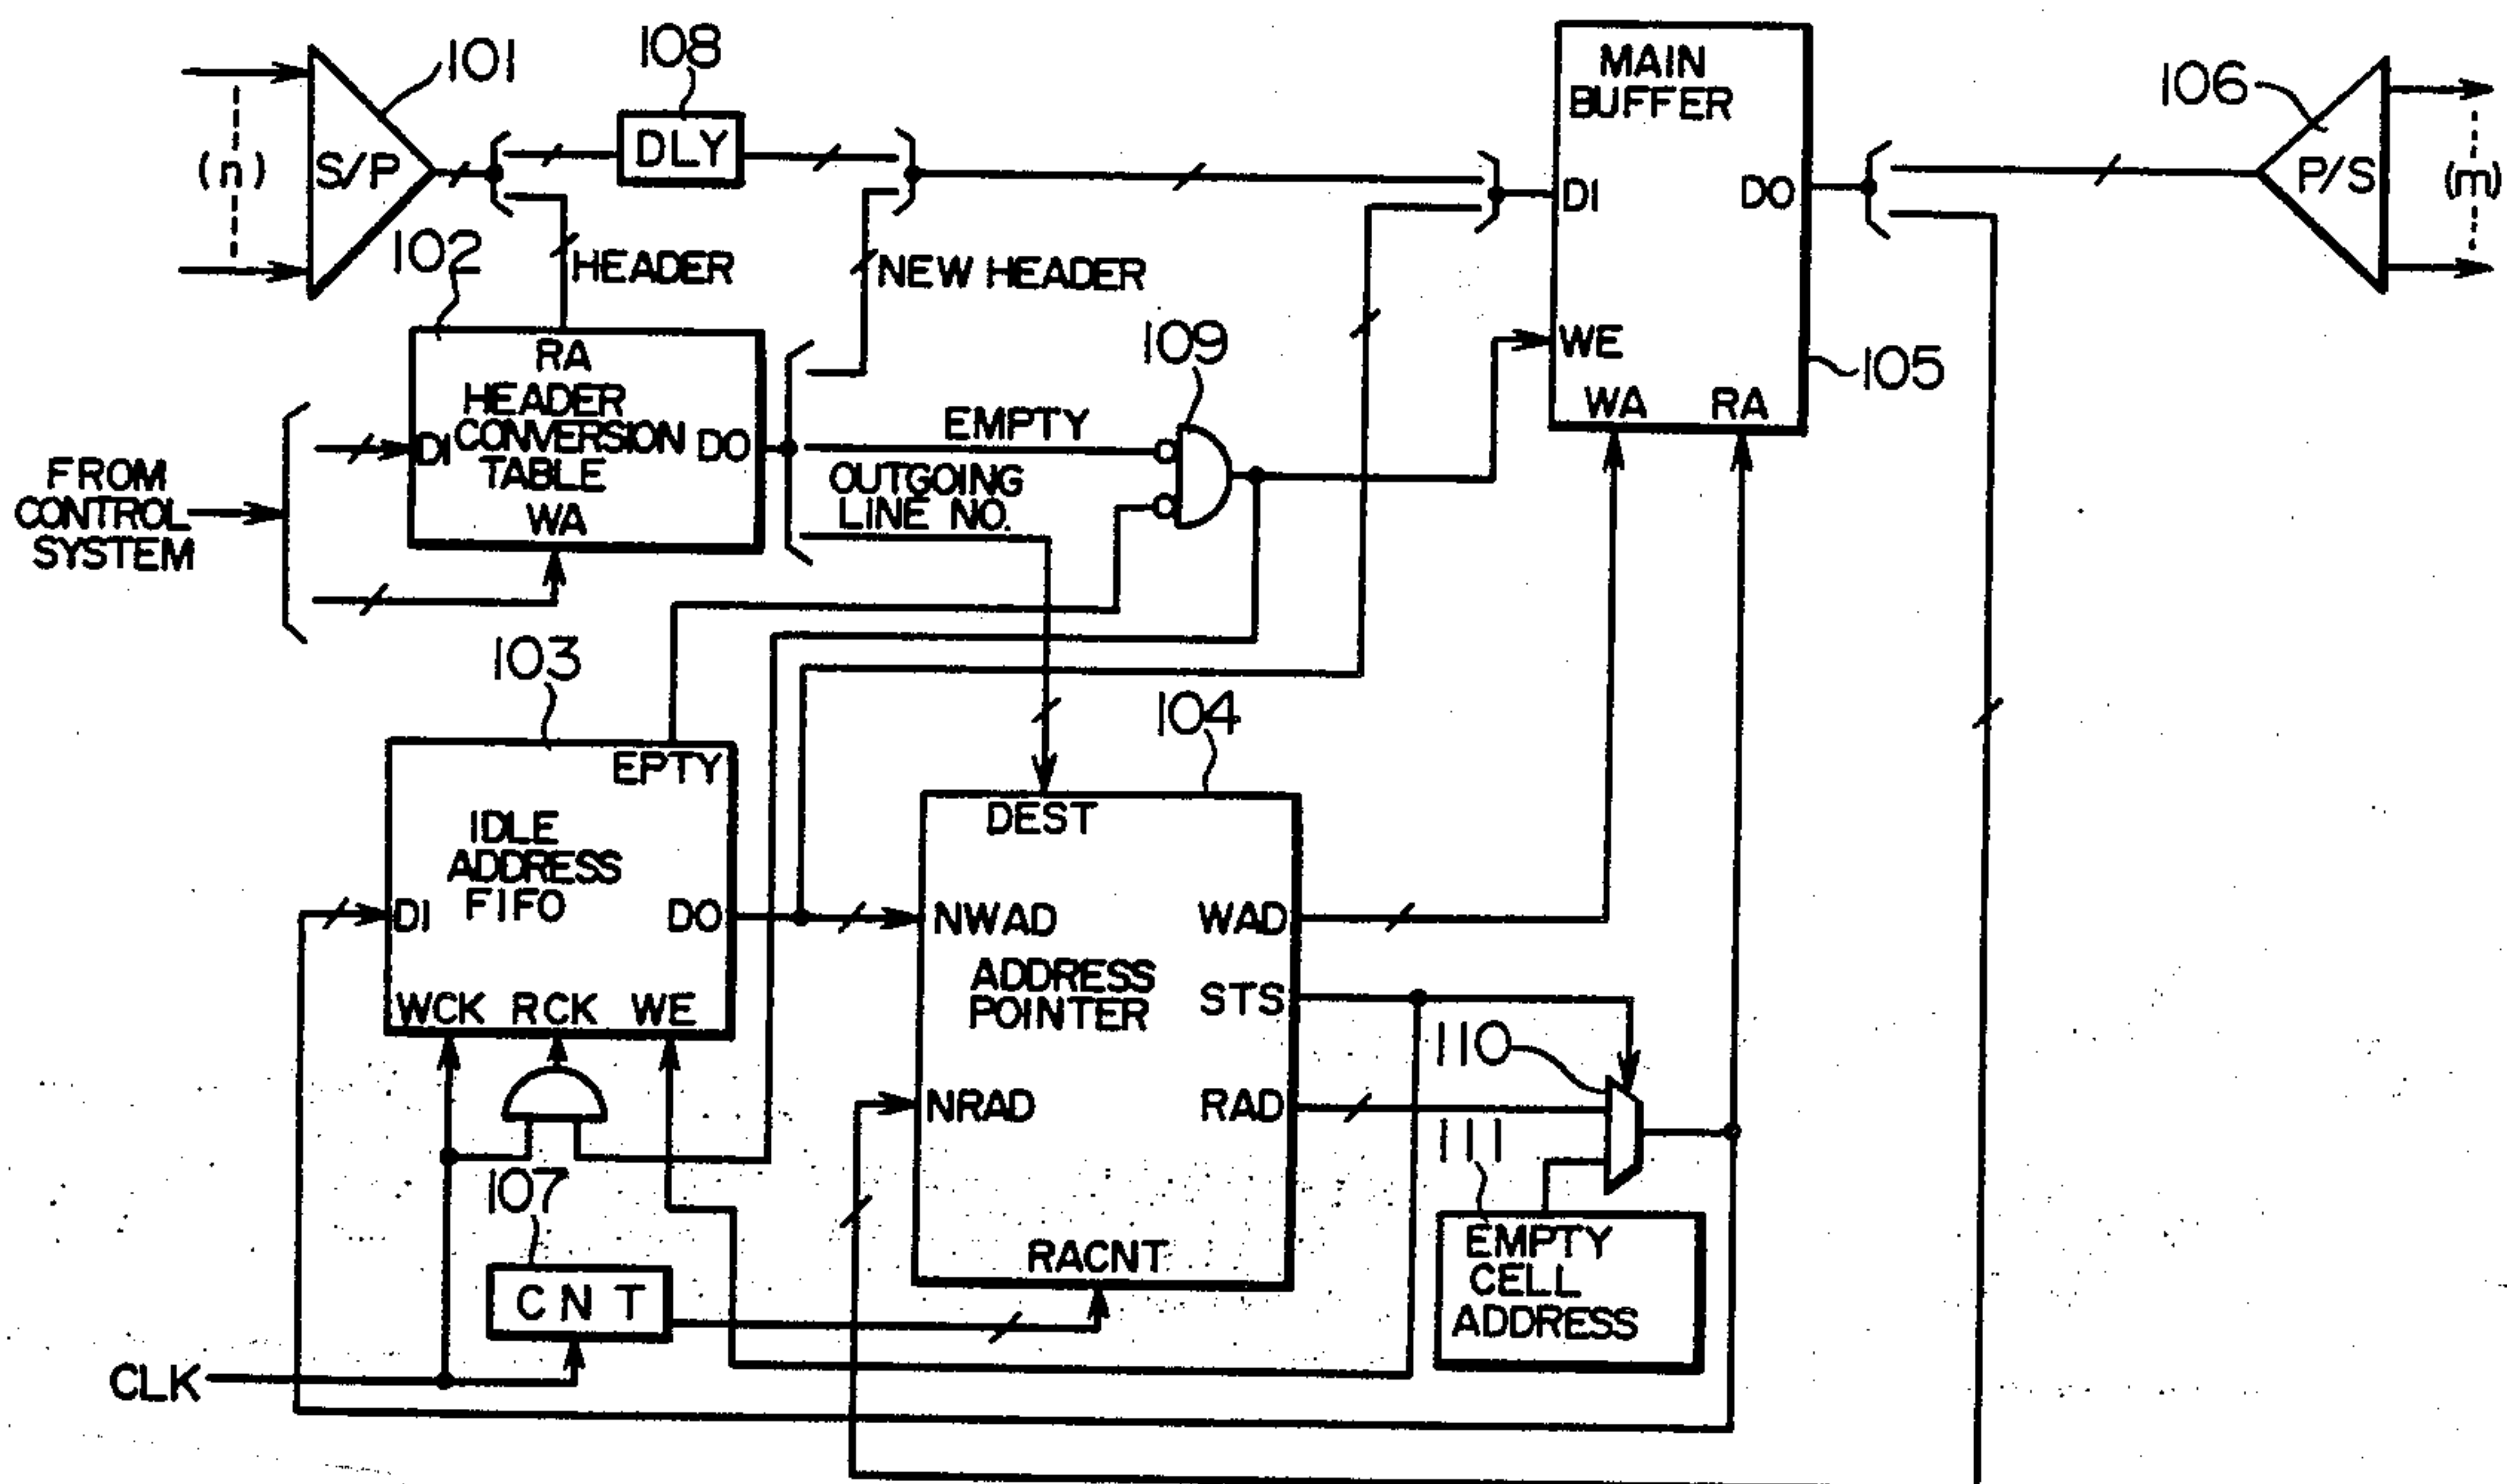 101
108
MAIN
BUFFER
106
(n)
S/P
DLY
DI
DO
P/S
(m)
102
HEADER
NEW HEADER
109
WE
105
WA
RA
RA
HEADER
CONVERSION
TABLE
DI
DO
WA
EMPTY
OUTGOING
LINE NO.
FROM
CONTROL
SYSTEM
103
104
EPTY
IDLE
ADDRESS
FIFO
DI
DO
WCK
RCK
WE
DEST
NWAD
WAD
ADDRESS
POINTER
STS
NRAD
RAD
RACNT
110
111
107
CNT
EMPTY
CELL
ADDRESS
CLK